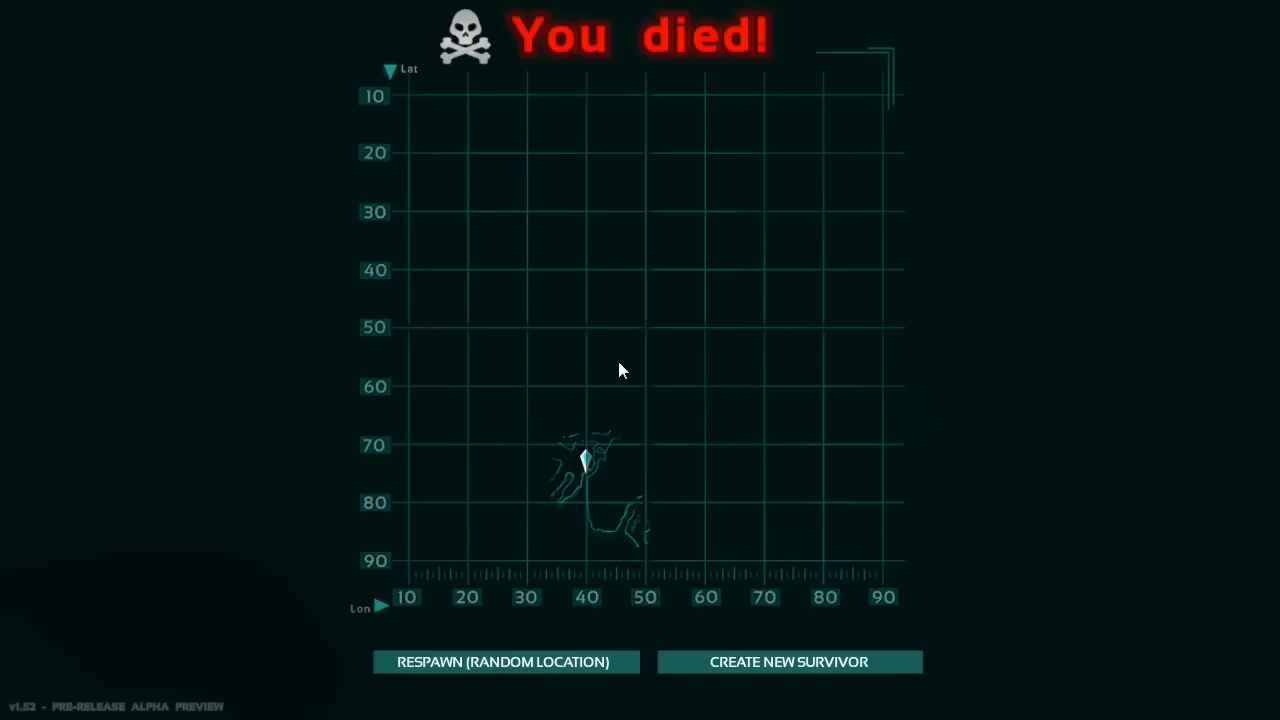 You died!
Lat
10
20
30
40
50
60
70
80
90
Lon 10 20 30 40 50 60 70 80 90
RESPAWN (RANDOM LOCATION) CREATE NEW SURVIVOR
v1.52 - PRE-RELEASE ALPHA PREVIEW